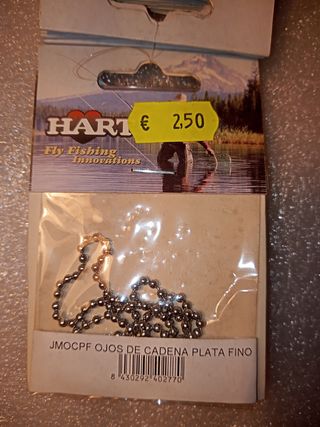 HART
€ 2,50
Fly Fishing
Innovations
JMOCPF OJOS DE CADENA PLATA FINO
8 430292 402770